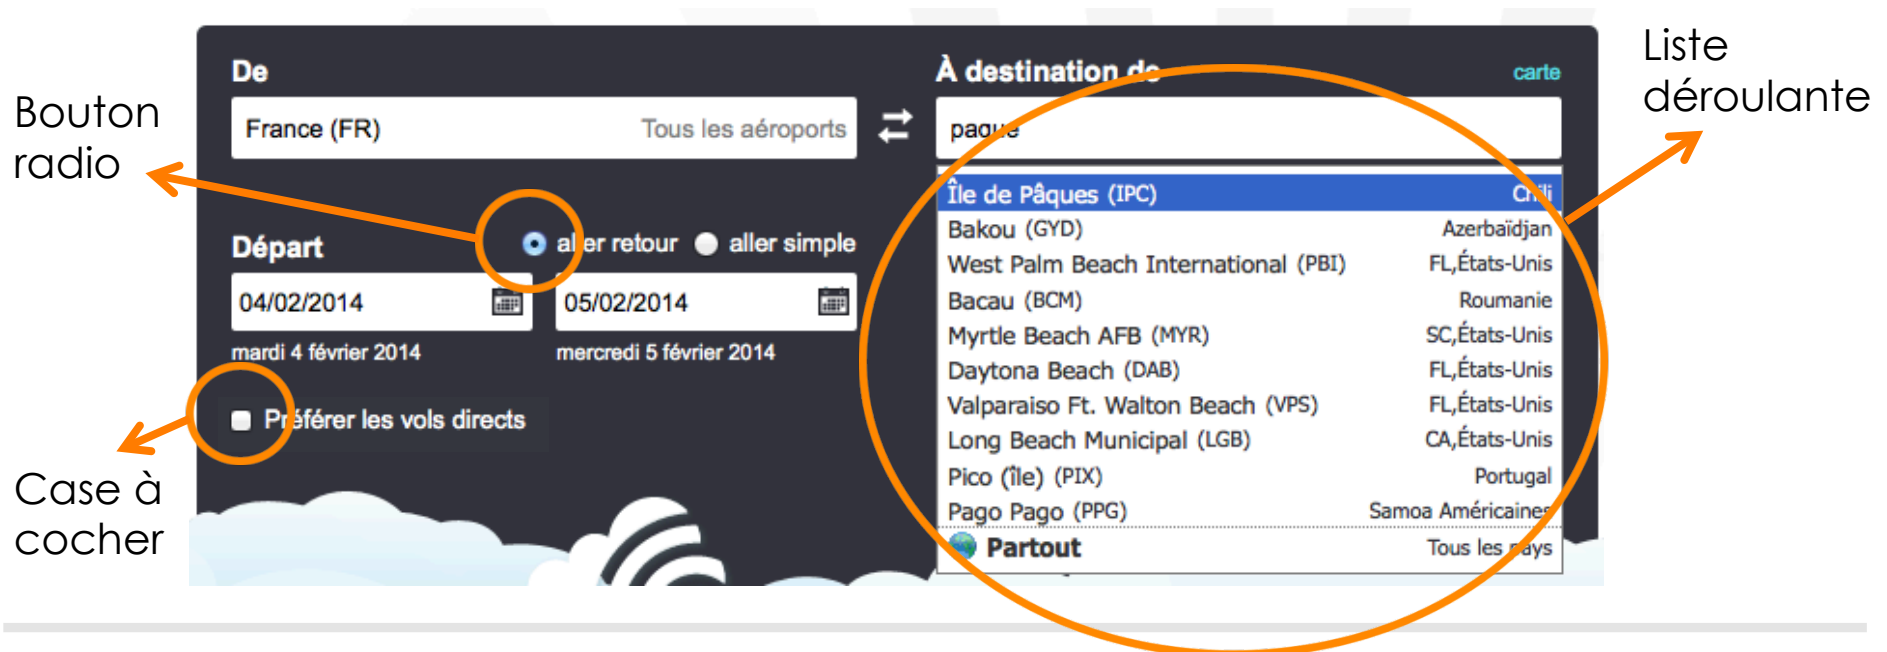 Bouton
radio
Case à
cocher
De
France (FR) Tous les aéroports
Départ
aller retour aller simple
04/02/2014 05/02/2014
mardi 4 février 2014 mercredi 5 février 2014
Préférer les vols directs
À destination de carte
paque
Île de Pâques (IPC) Chili
Bakou (GYD) Azerbaïdjan
West Palm Beach International (PBI) FL,États-Unis
Bacau (BCM) Roumanie
Myrtle Beach AFB (MYR) SC,États-Unis
Daytona Beach (DAB) FL,États-Unis
Valparaiso Ft. Walton Beach (VPS) FL,États-Unis
Long Beach Municipal (LGB) CA,États-Unis
Pico (île) (PIX) Portugal
Pago Pago (PPG) Samoa Américaines
Partout Tous les pays
Liste
déroulante